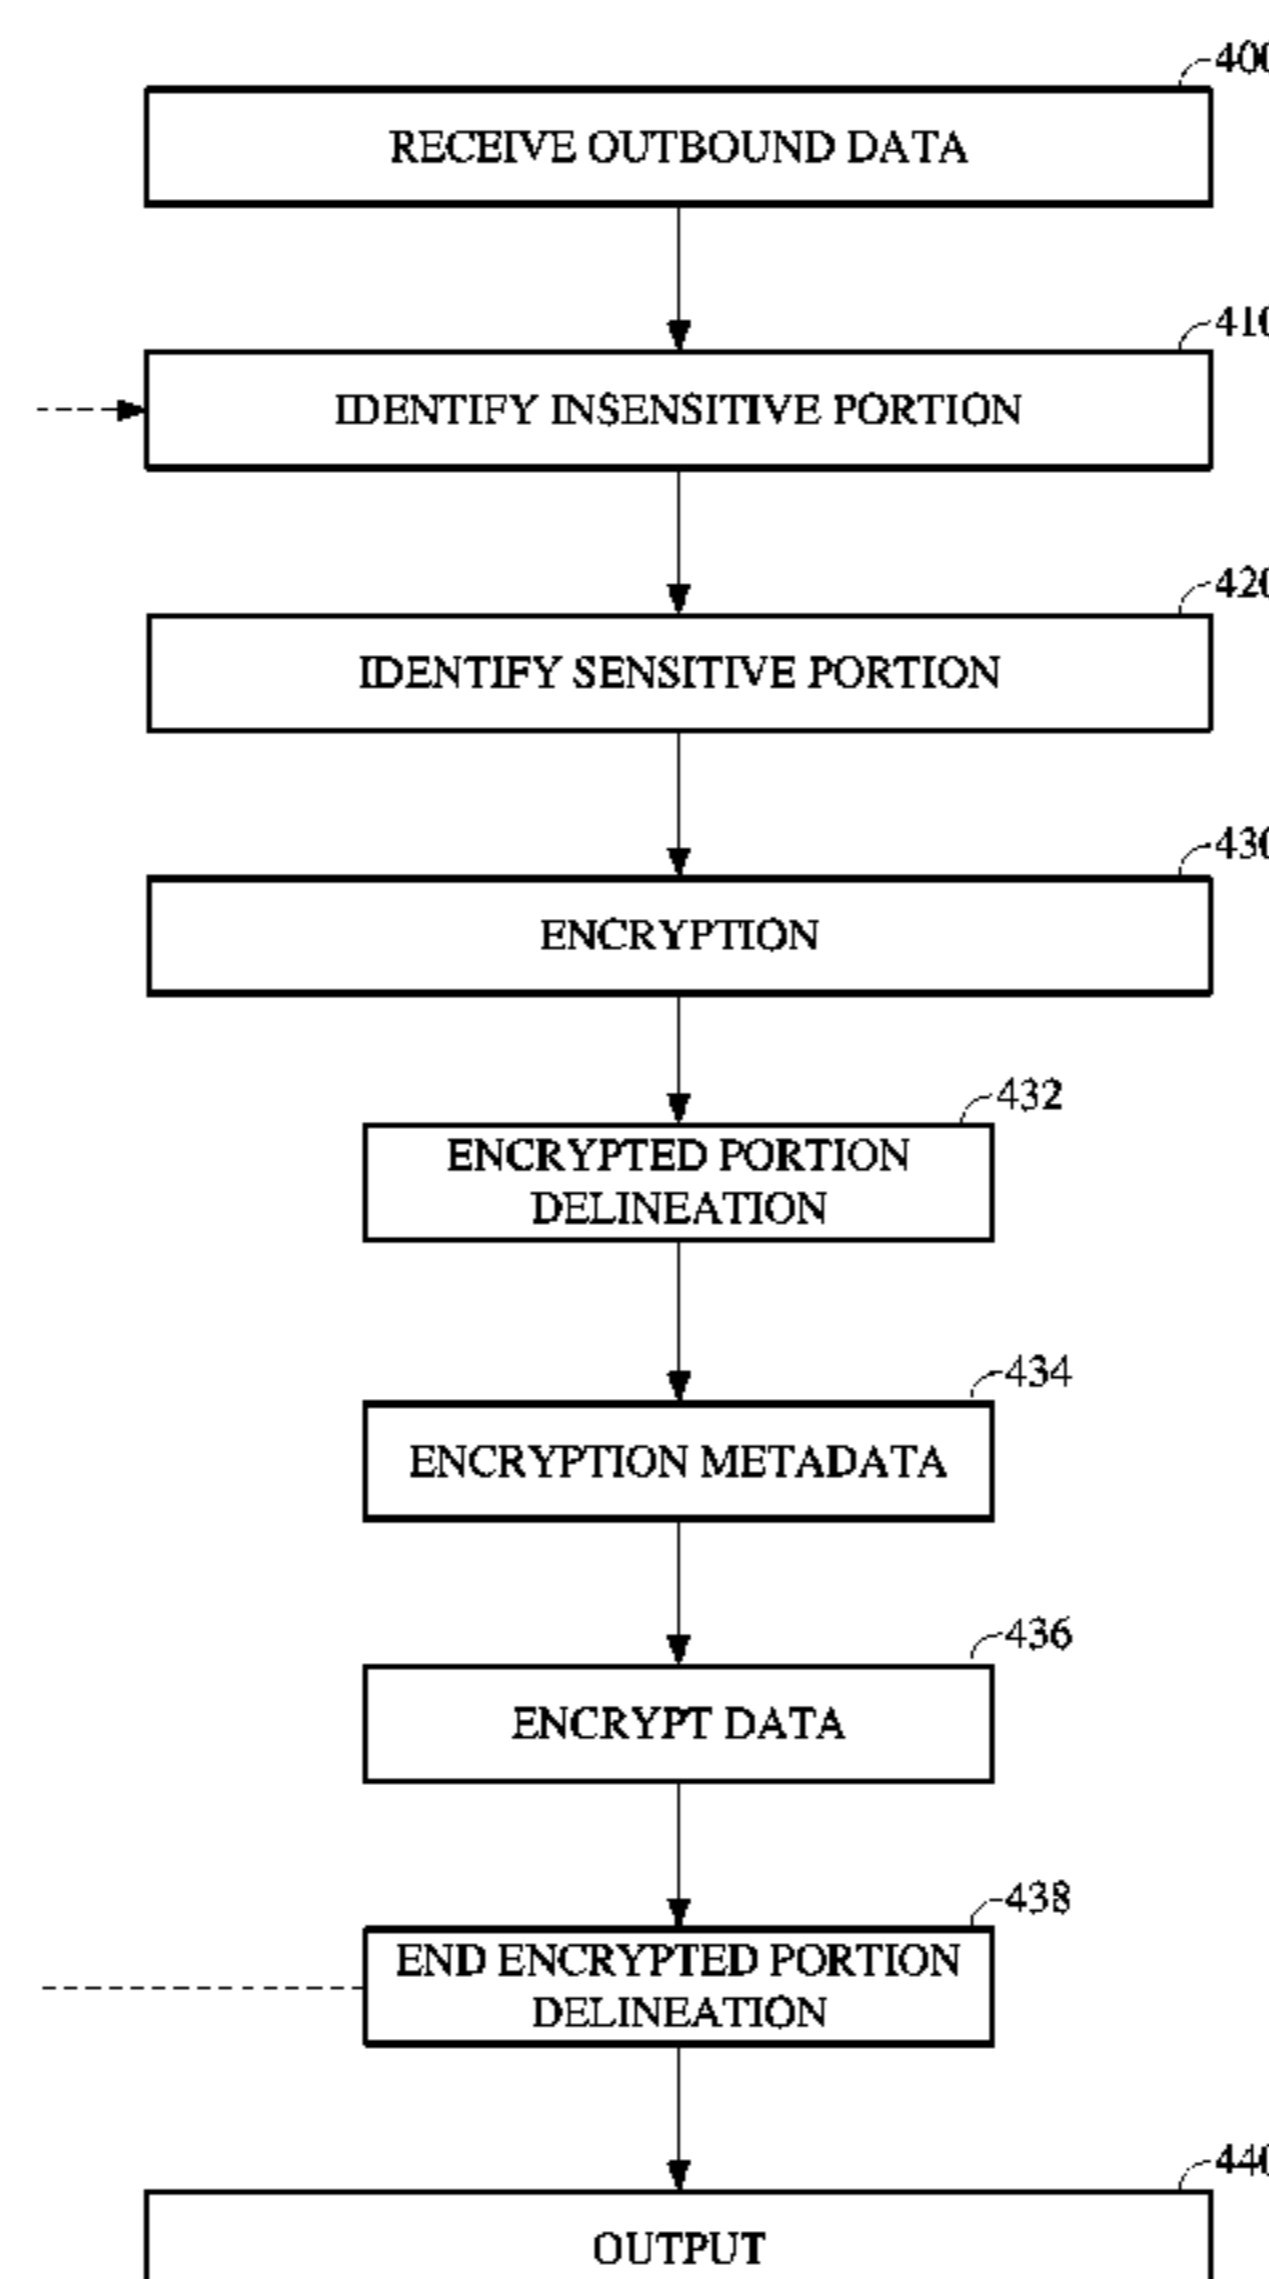 400
RECEIVE OUTBOUND DATA
410
IDENTIFY INSENSITIVE PORTION
420
IDENTIFY SENSITIVE PORTION
430
ENCRYPTION
432
ENCRYPTED PORTION
DELINEATION
434
ENCRYPTION METADATA
436
ENCRYPT DATA
438
END ENCRYPTED PORTION
DELINEATION
440
OUTPUT